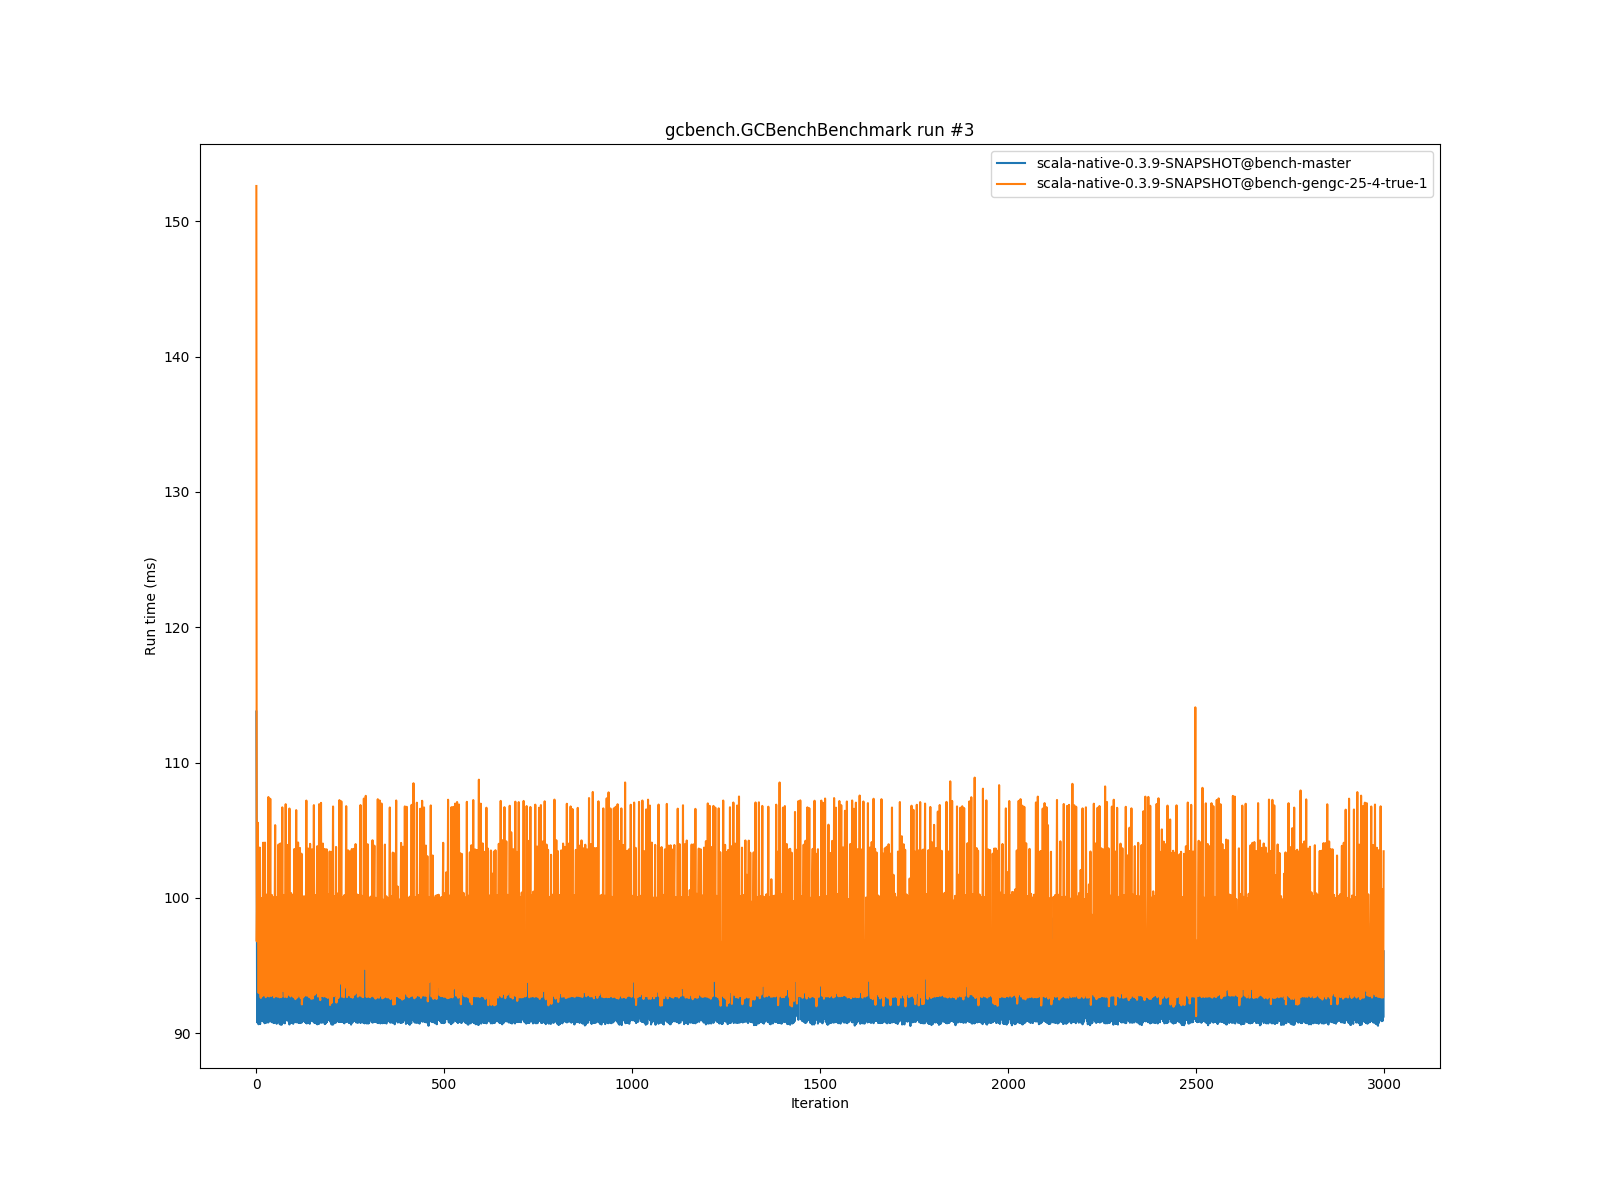 gcbench.GCBenchBenchmark run #3
scala-native-0.3.9-SNAPSHOT@bench-master
scala-native-0.3.9-SNAPSHOT@bench-gengc-25-4-true-1
150
140
130
120
110
100
90
Run time (ms)
0 500 1000 1500 2000 2500 3000
Iteration